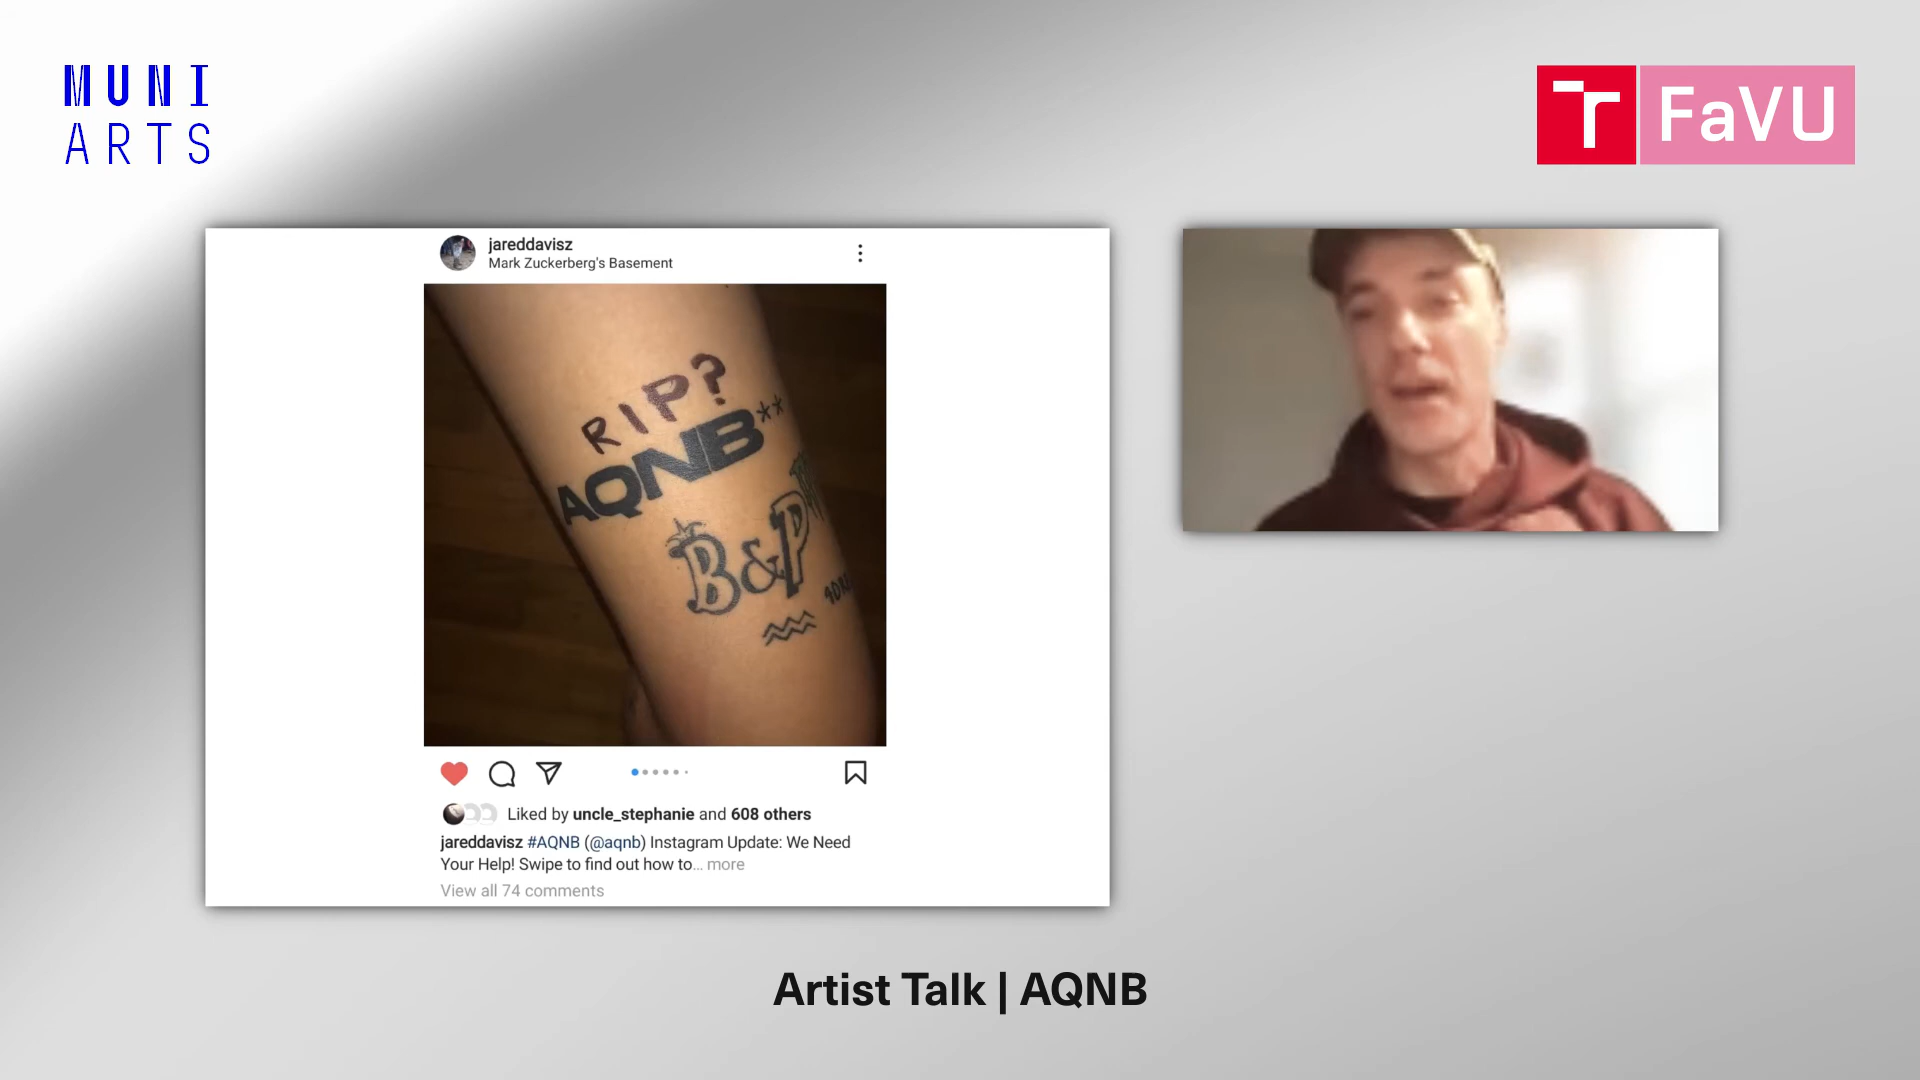 MUNI
ARTS
FaVU
jareddavisz
Mark Zuckerberg's Basement
RIP?
AQNB**
B&P
Liked by uncle_stephanie and 608 others
jareddavisz #AQNB (@aqnb) Instagram Update: We Need
Your Help! Swipe to find out how to... more
View all 74 comments
Artist Talk | AQNB